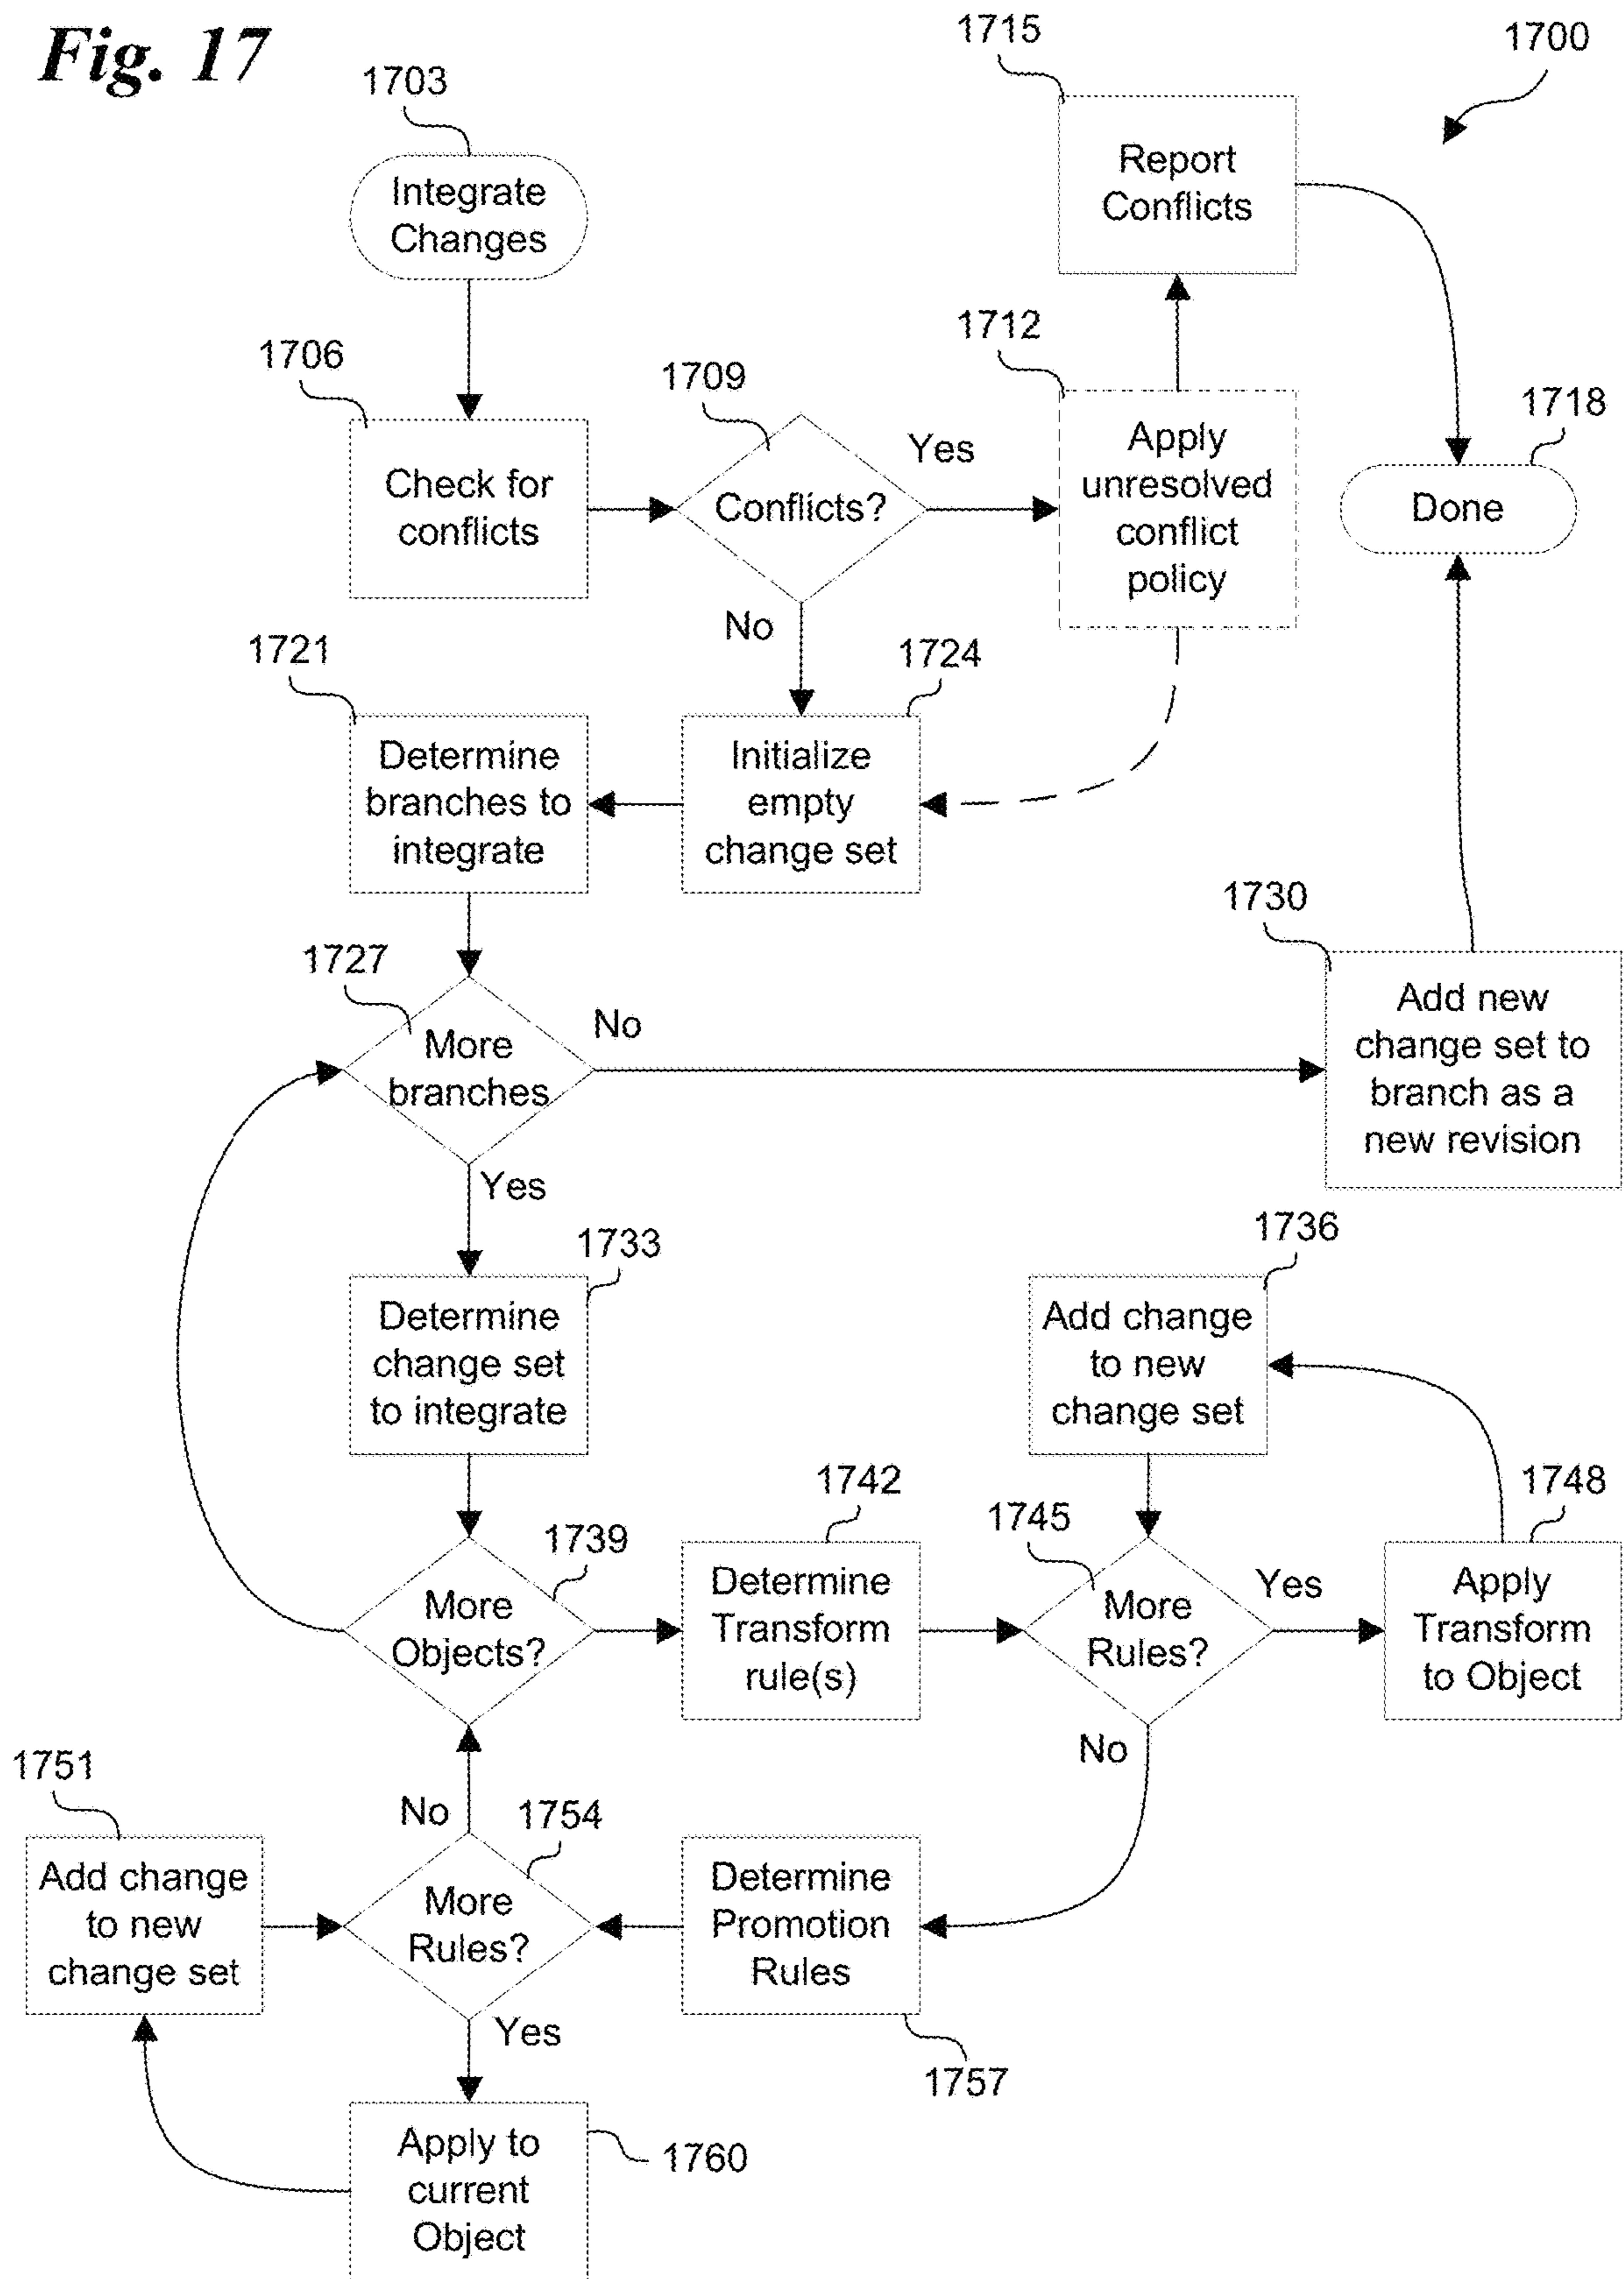 Fig. 17
1700
1703
Integrate
Changes
1715
Report
Conflicts
1706
Check for
conflicts
1709
Conflicts?
Yes
No
1712
Apply
unresolved
conflict
policy
1718
Done
1721
Determine
branches to
integrate
1724
Initialize
empty
change set
1727
More
branches
No
Yes
1730
Add new
change set to
branch as a
new revision
1733
Determine
change set
to integrate
1736
Add change
to new
change set
1739
More
Objects?
1742
Determine
Transform
rule(s)
1745
More
Rules?
Yes
No
1748
Apply
Transform
to Object
1751
Add change
to new
change set
1754
More
Rules?
No
Yes
Determine
Promotion
Rules
1757
Apply to
current
Object
1760